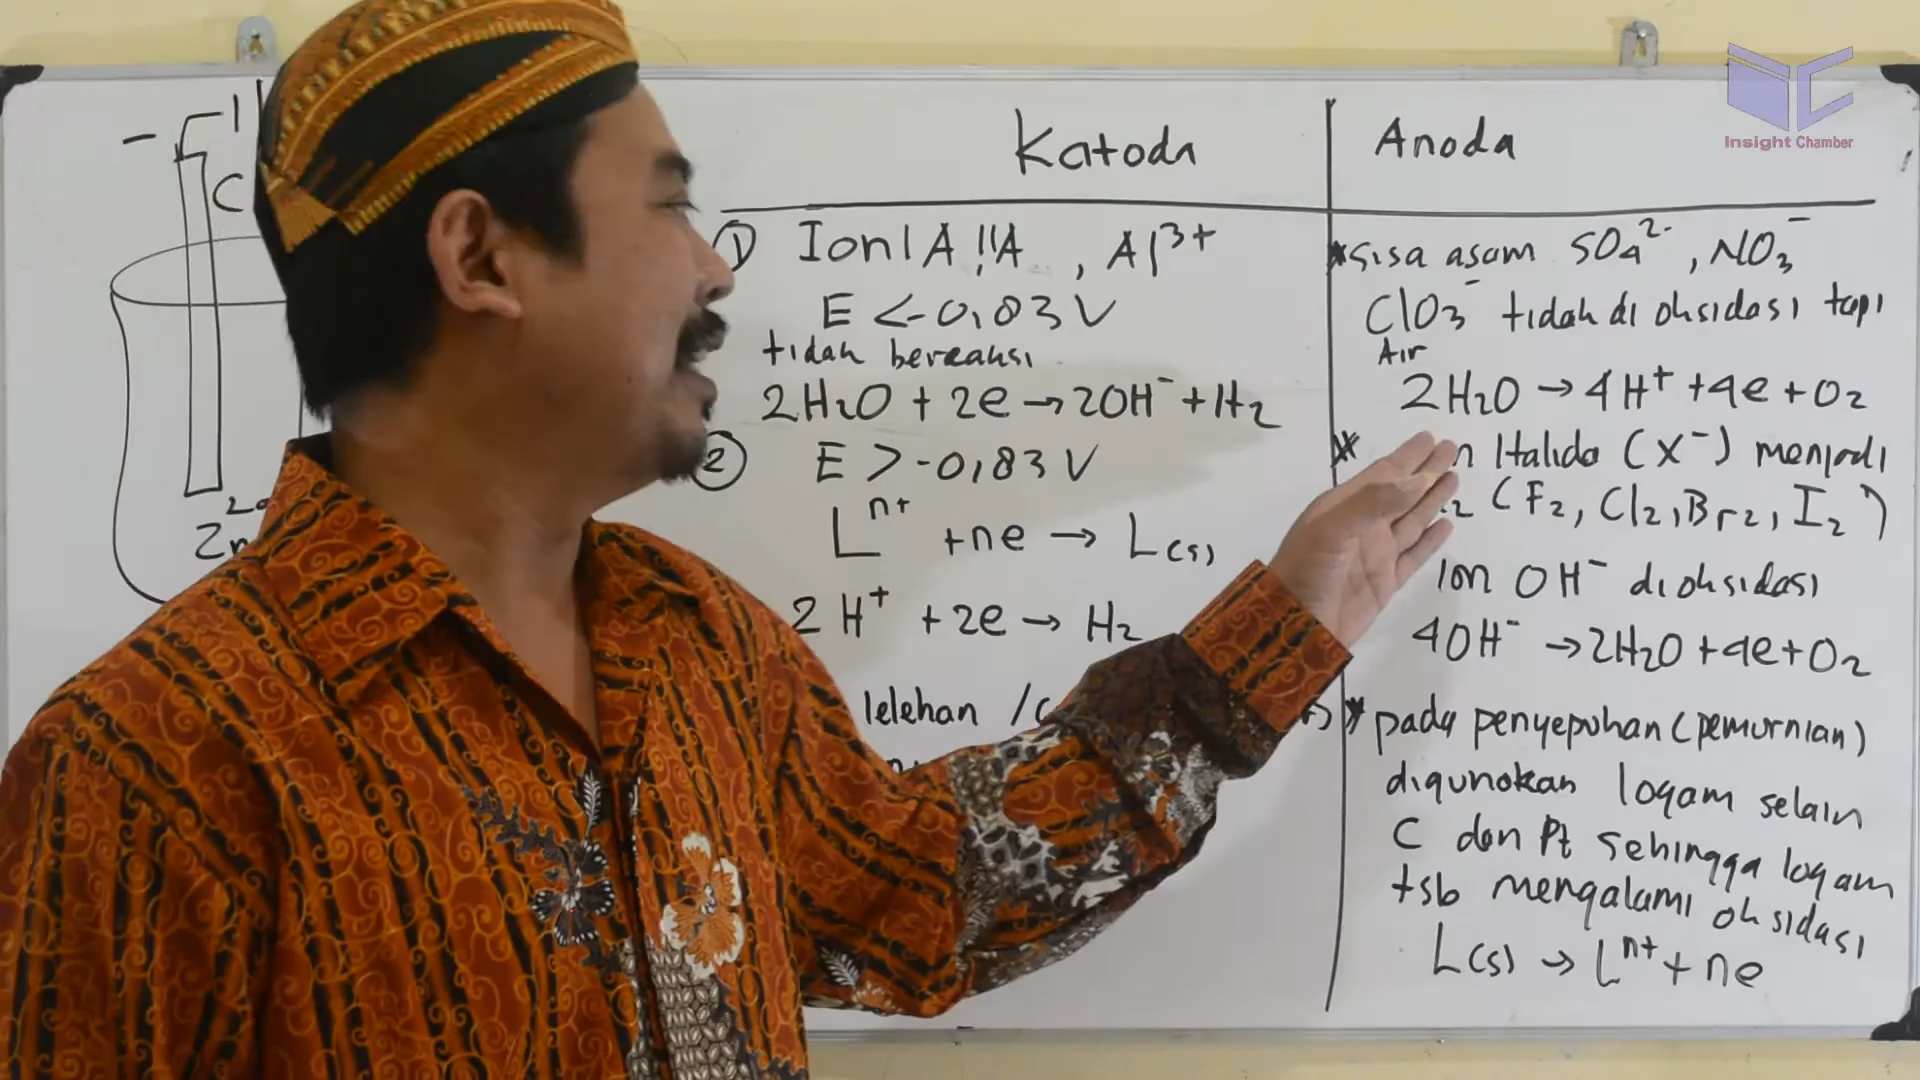 Insight Chamber
-
C
Zn
Katoda
1 Ion IA IIA , Al³⁺
E <-0,83 V
tidak bereaksi
2H₂O + 2e → 2OH⁻ + H₂
2 E > -0,83 V
Lⁿ⁺ + ne → L(s)
2H⁺ + 2e → H₂
lelehan /
Anoda
* sisa asam SO₄²⁻ , NO₃⁻
ClO₃⁻ tidak di oksidasi tapi
Air
2H₂O → 4H⁺ + 4e + O₂
* Halida (X⁻) menjadi
₂ (F₂, Cl₂, Br₂, I₂)
Ion OH⁻ dioksidasi
4OH⁻ → 2H₂O + 4e + O₂
* pada penyepuhan (pemurnian)
digunakan logam selain
C dan Pt sehingga logam
tsb mengalami oksidasi
L(s) → Lⁿ⁺ + ne